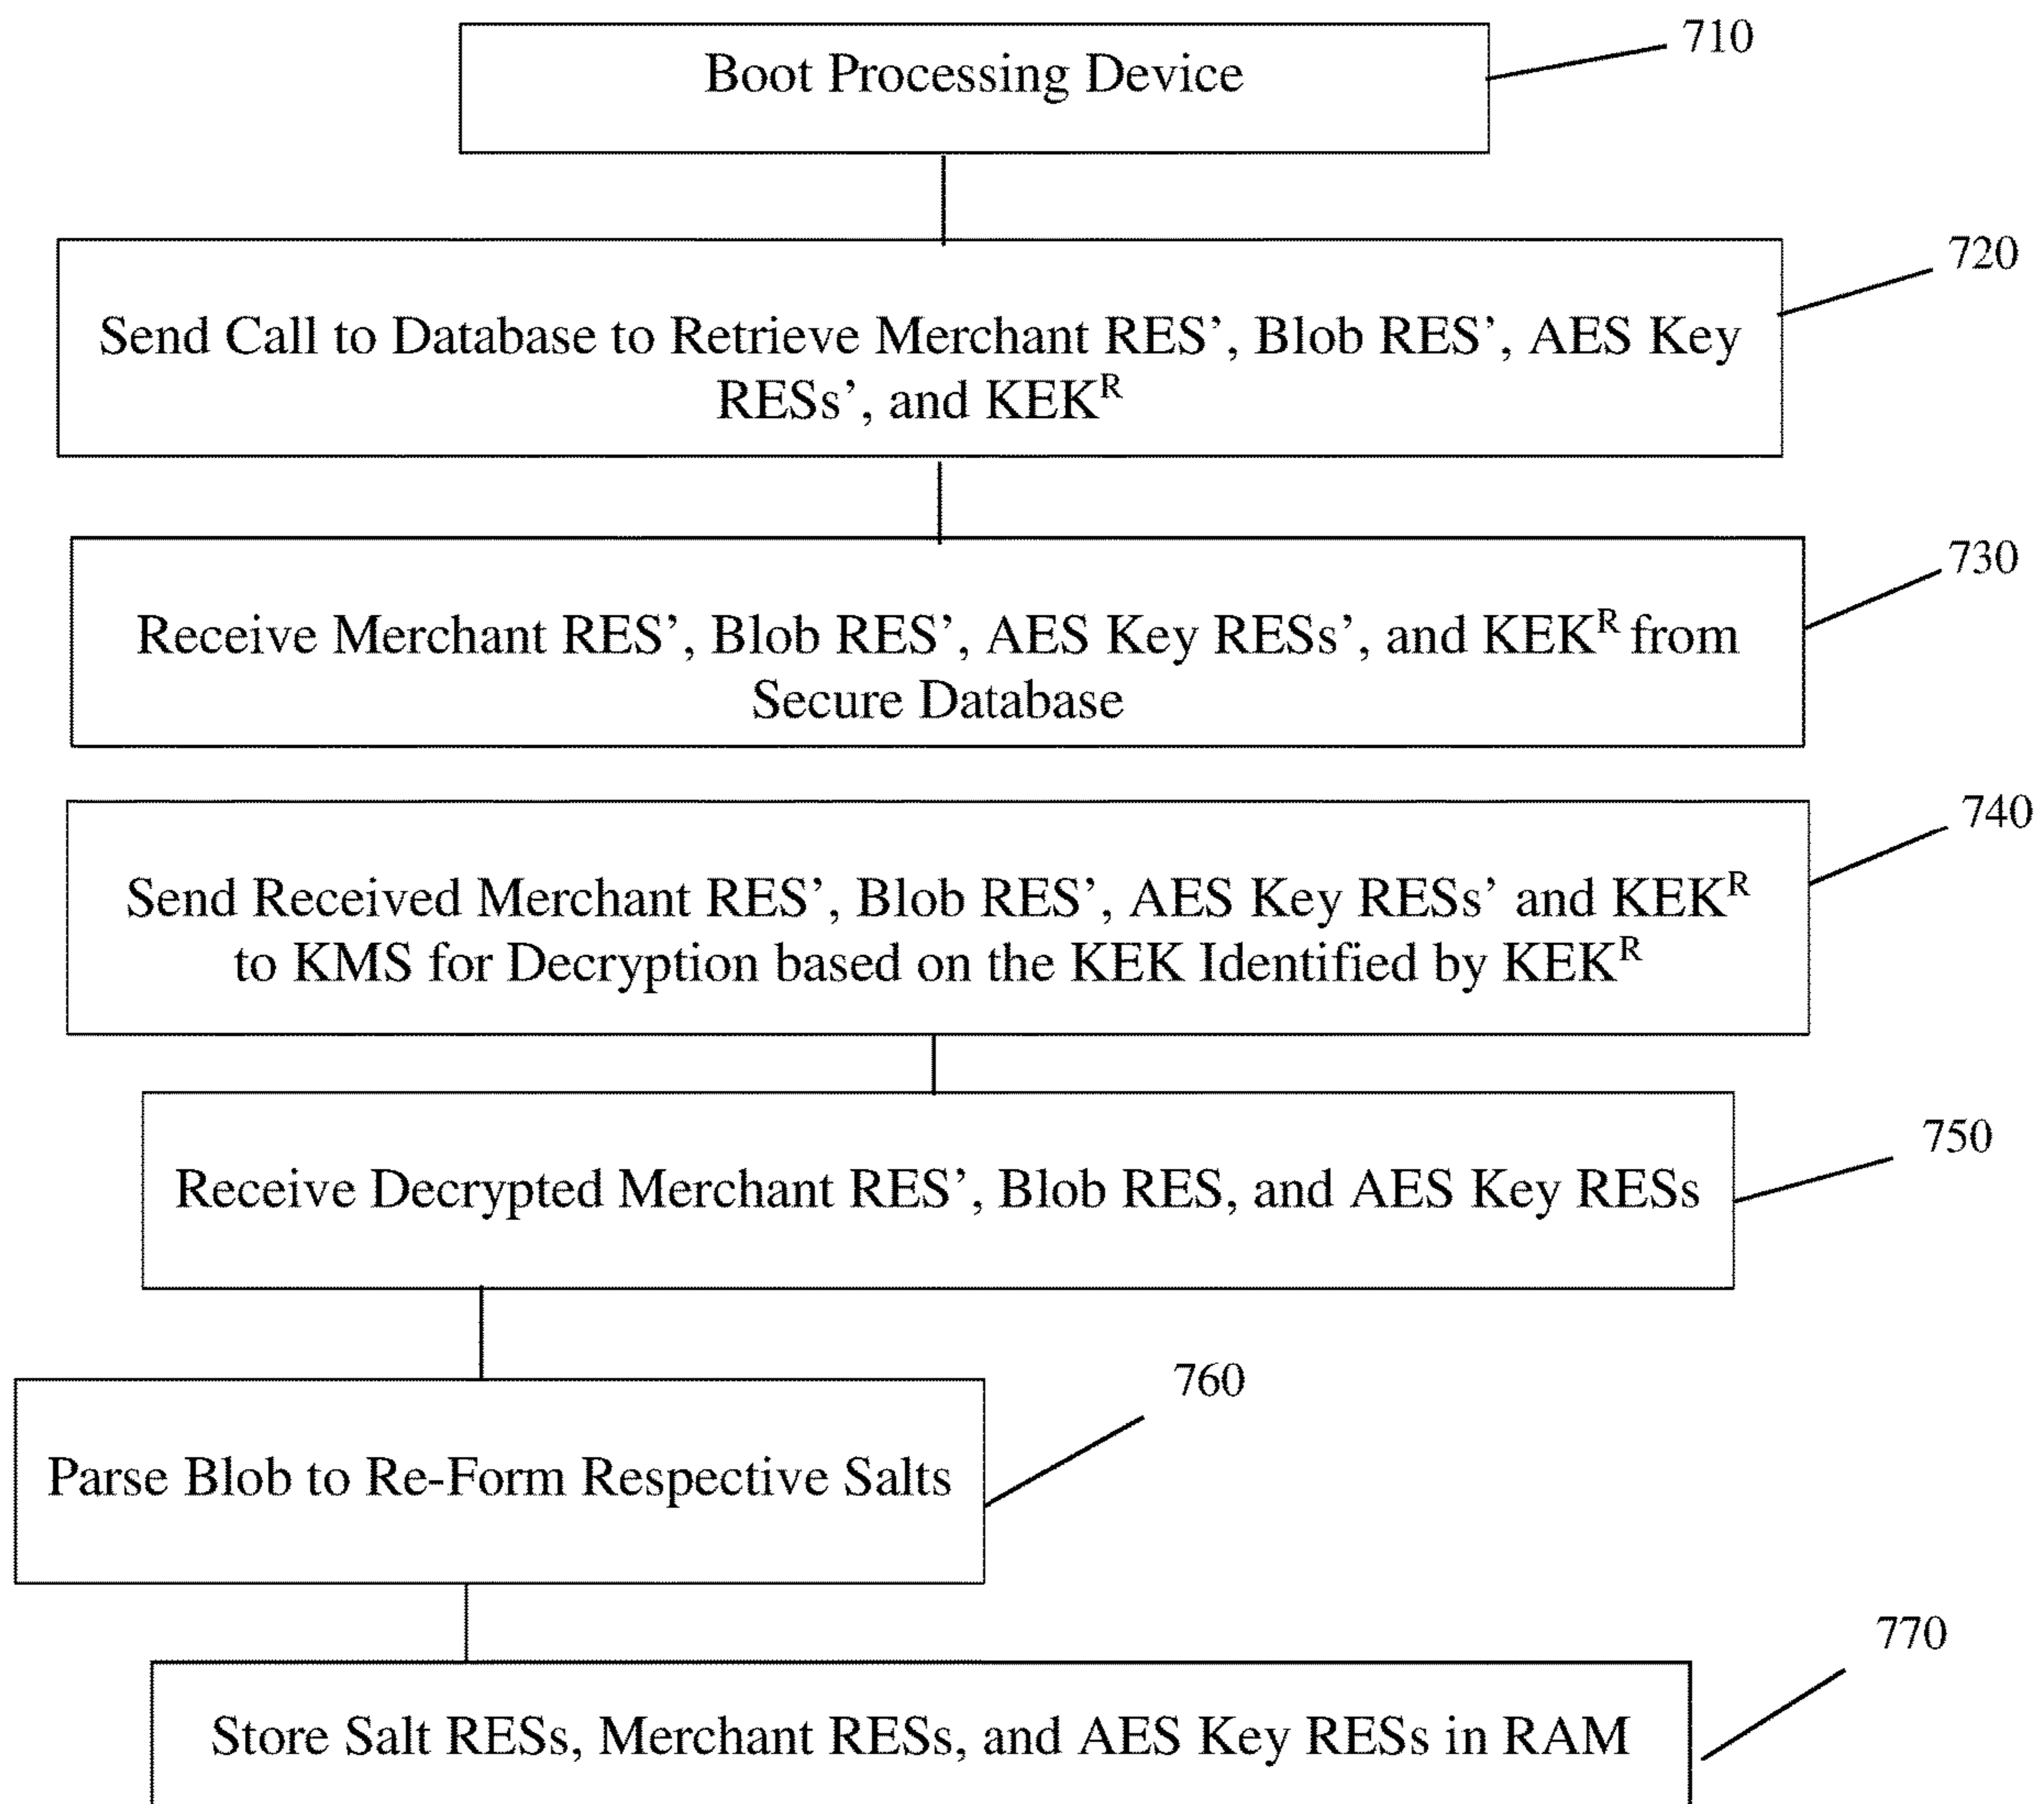 Boot Processing Device
710
720
Send Call to Database to Retrieve Merchant RES’, Blob RES’, AES Key
RESs’, and KEKᴿ
730
Receive Merchant RES’, Blob RES’, AES Key RESs’, and KEKᴿ from
Secure Database
740
Send Received Merchant RES’, Blob RES’, AES Key RESs’ and KEKᴿ
to KMS for Decryption based on the KEK Identified by KEKᴿ
750
Receive Decrypted Merchant RES’, Blob RES, and AES Key RESs
760
Parse Blob to Re-Form Respective Salts
770
Store Salt RESs, Merchant RESs, and AES Key RESs in RAM